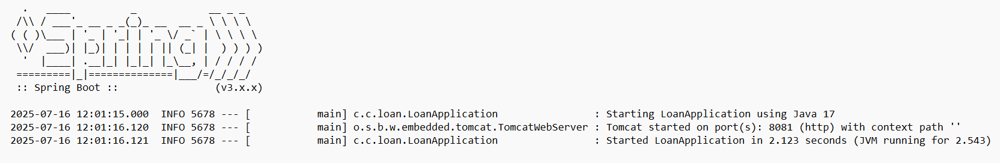 .   ____          _            __ _ _
 /\\ / ___'_ __ _ _(_)_ __  __ _ \ \ \ \
( ( )\___ | '_ | '_| | '_ \/ _` | \ \ \ \
 \\/  ___)| |_)| | | | | || (_| |  ) ) ) )
  '  |____| .__|_| |_|_| |_\__, | / / / /
 =========|_|==============|___/=/_/_/_/
 :: Spring Boot ::                (v3.x.x)
2025-07-16 12:01:15.000  INFO 5678 --- [           main] c.c.loan.LoanApplication                : Starting LoanApplication using Java 17
2025-07-16 12:01:16.120  INFO 5678 --- [           main] o.s.b.w.embedded.tomcat.TomcatWebServer : Tomcat started on port(s): 8081 (http) with context path ''
2025-07-16 12:01:16.121  INFO 5678 --- [           main] c.c.loan.LoanApplication                : Started LoanApplication in 2.123 seconds (JVM running for 2.543)